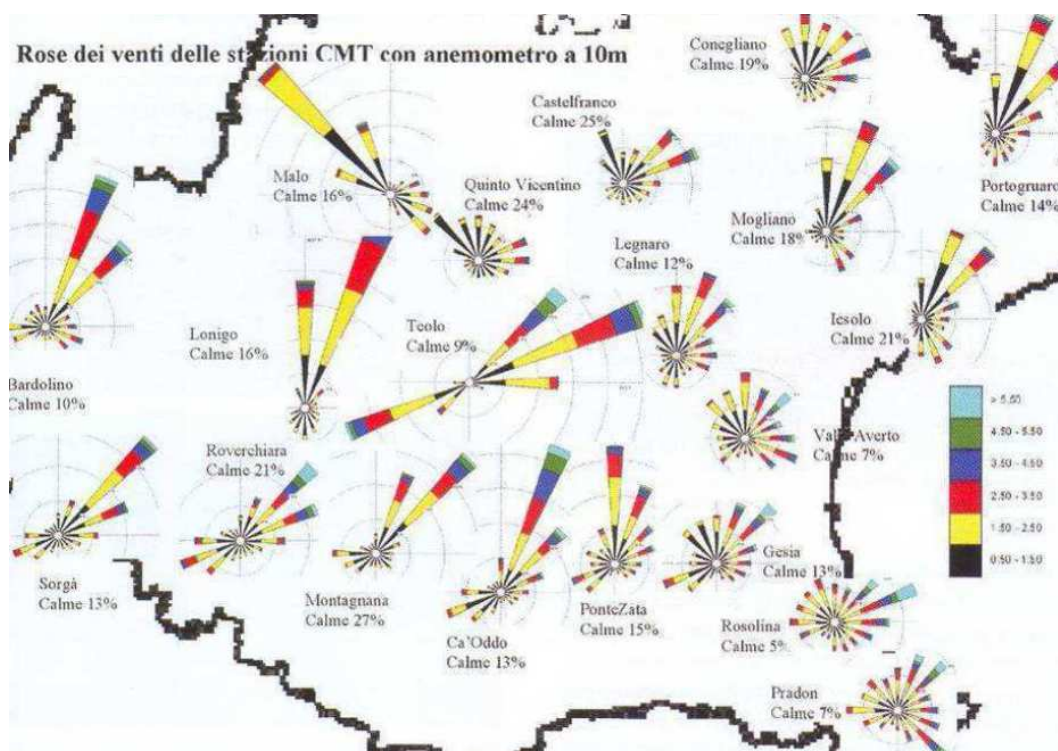 Rose dei venti delle stazioni CMT con anemometro a 10m
Conegliano
Calme 19%
Castelfranco
Calme 25%
Malo
Calme 16%
Quinto Vicentino
Calme 24%
Mogliano
Calme 18%
Portogruaro
Calme 14%
Legnaro
Calme 12%
Lonigo
Calme 16%
Teolo
Calme 9%
Iesolo
Calme 21%
Bardolino
Calme 10%
> 5.50
4.50 - 5.50
3.50 - 4.50
2.50 - 3.50
1.50 - 2.50
0.50 - 1.50
Valle Averto
Calme 7%
Roverchiara
Calme 21%
Sorgà
Calme 13%
Montagnana
Calme 27%
Ca'Oddo
Calme 13%
PonteZata
Calme 15%
Gesia
Calme 13%
Rosolina
Calme 5%
Pradon
Calme 7%